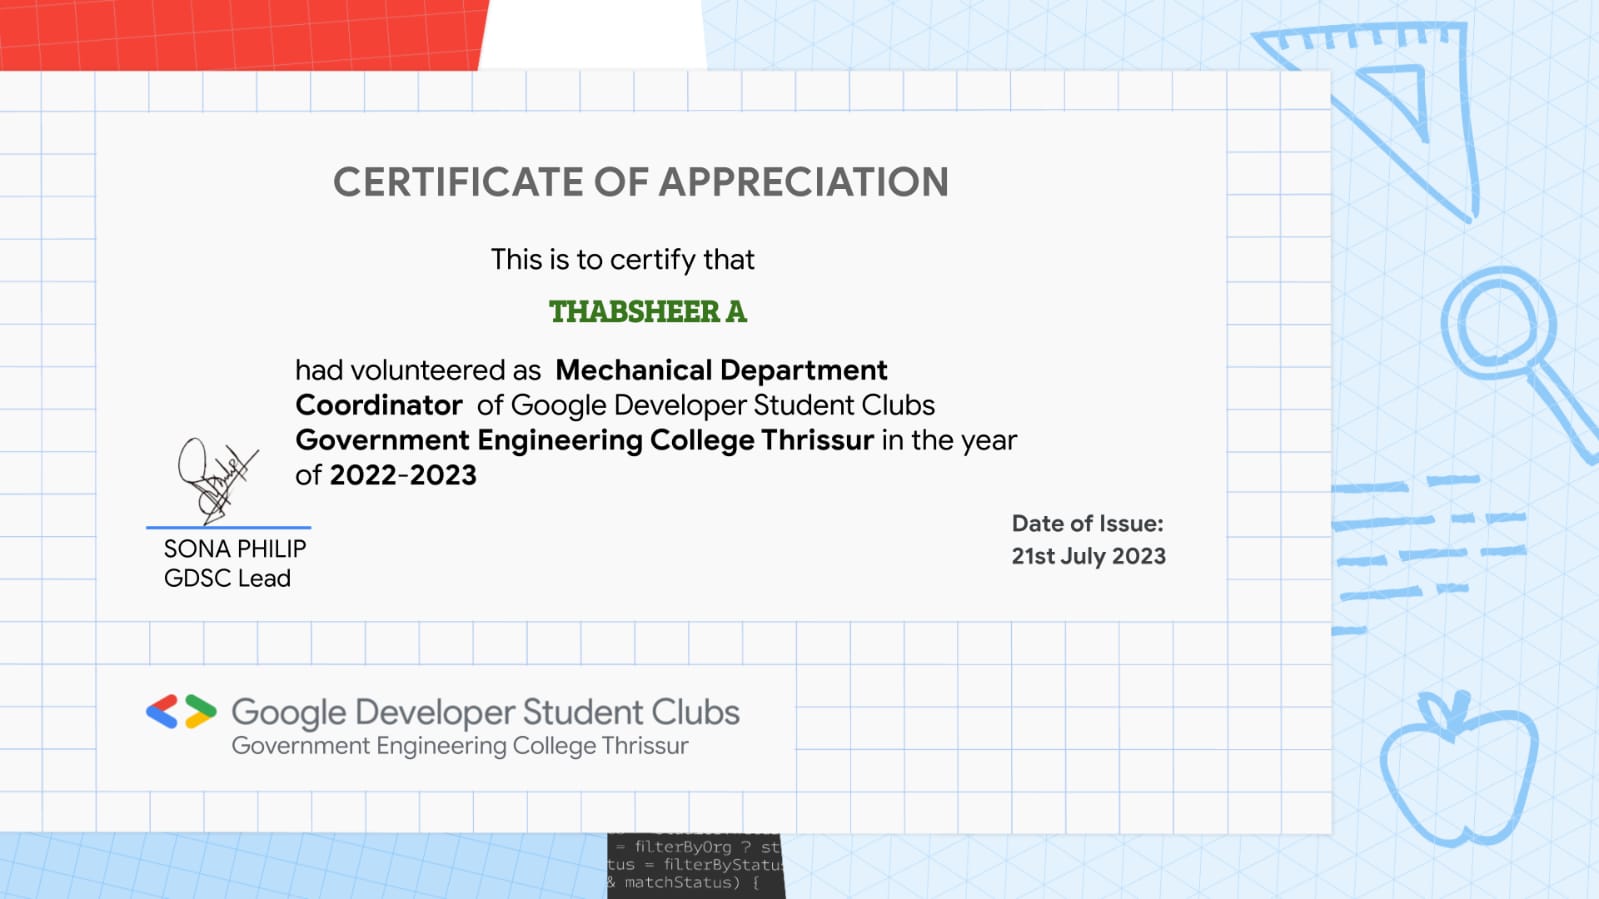 CERTIFICATE OF APPRECIATION
This is to certify that
THABSHEER A
had volunteered as Mechanical Department
Coordinator of Google Developer Student Clubs
Government Engineering College Thrissur in the year
of 2022-2023
SONA PHILIP
GDSC Lead
Date of Issue:
21st July 2023
Google Developer Student Clubs
Government Engineering College Thrissur
= filterByOrg ? st
tus = filterByStatu
& matchStatus) {